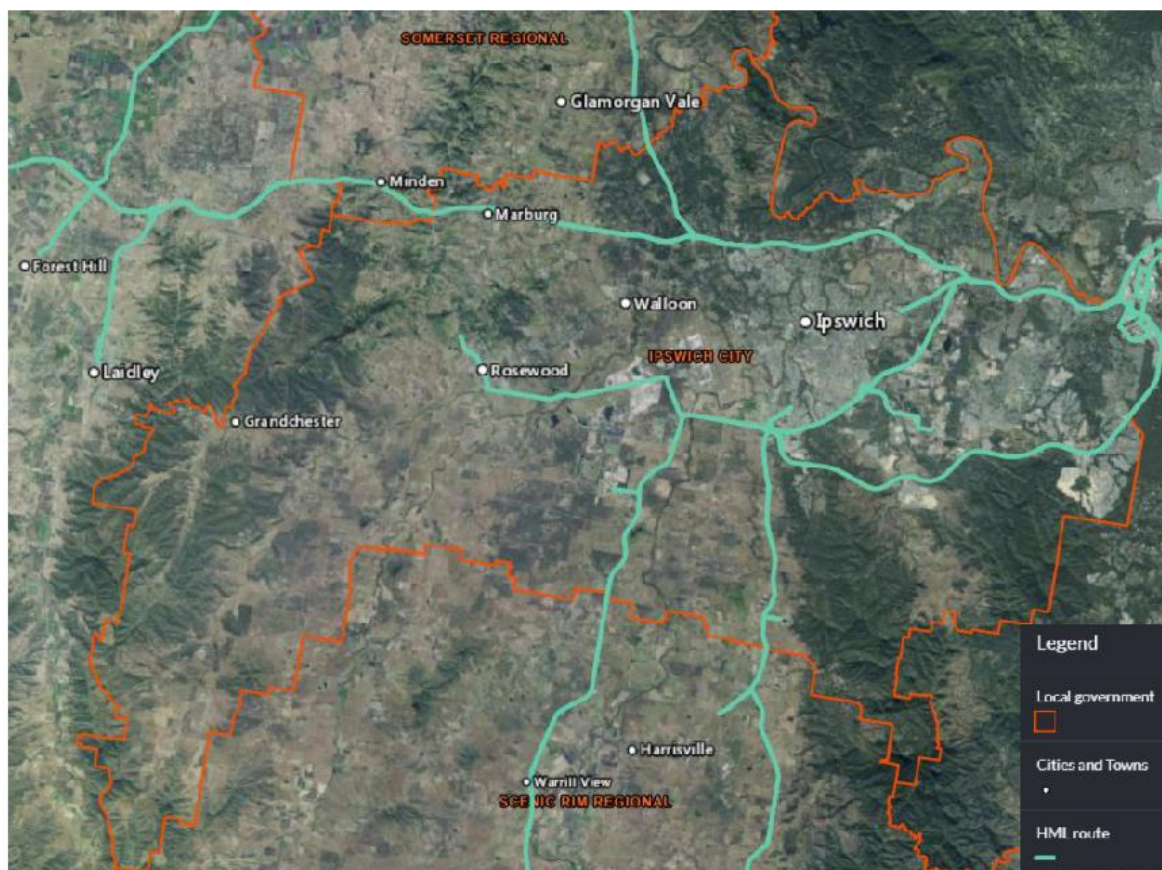 SOMERSET REGIONAL
Glamorgan Vale
Minden
Marburg
Forest Hill
Walloon
Ipswich
IPSWICH CITY
Laidley
Rosewood
Grandchester
Harrisville
Warrill View
SCENIC RIM REGIONAL
Legend
Local government
Cities and Towns
HML route